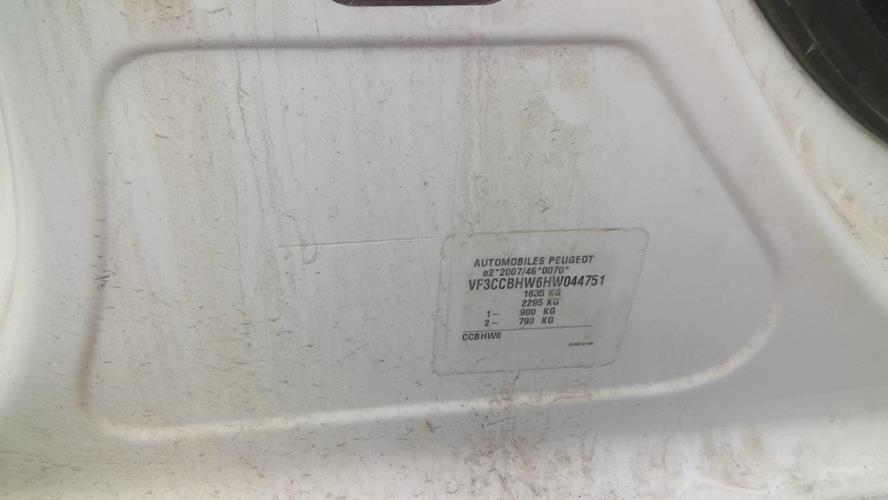 AUTOMOBILES PEUGEOT
e2*2007/46*0070*
VF3CCBHW6HW044751
1635 KG
2295 KG
1— 900 KG
2— 790 KG
CCBHW6